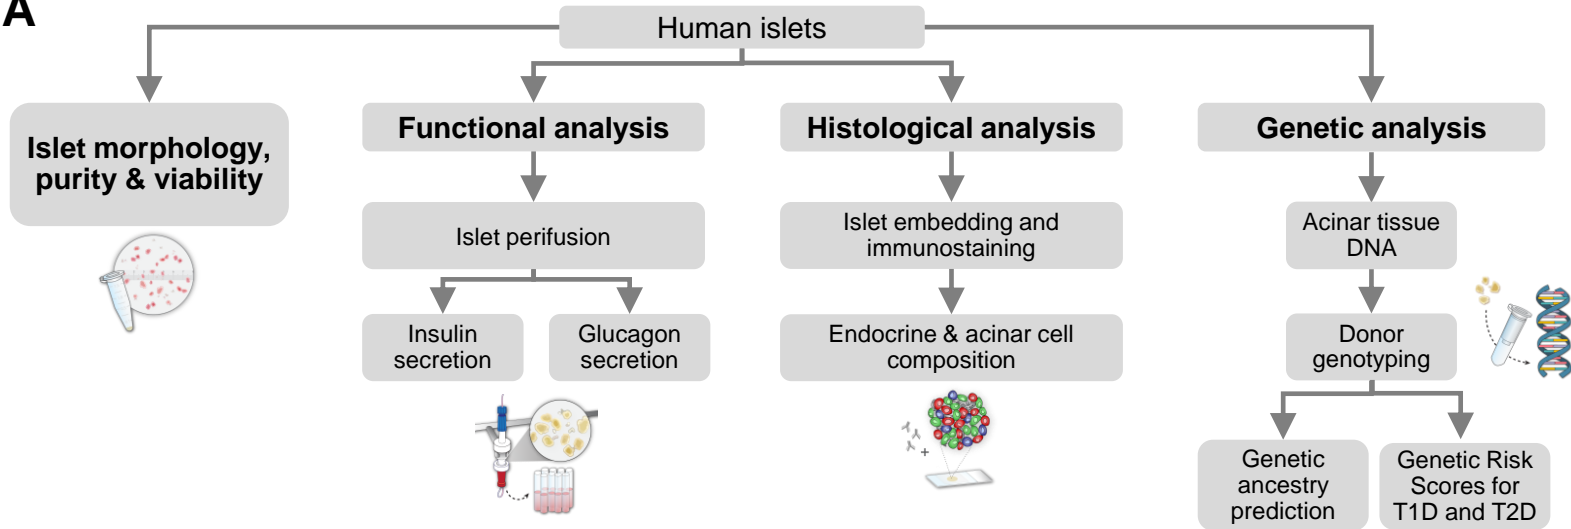 A
Human islets
Islet morphology,
purity & viability
Functional analysis
Histological analysis
Genetic analysis
Islet perifusion
Islet embedding and
immunostaining
Acinar tissue
DNA
Insulin
secretion
Glucagon
secretion
Endocrine & acinar cell
composition
Donor
genotyping
+
Genetic
ancestry
prediction
Genetic Risk
Scores for
T1D and T2D